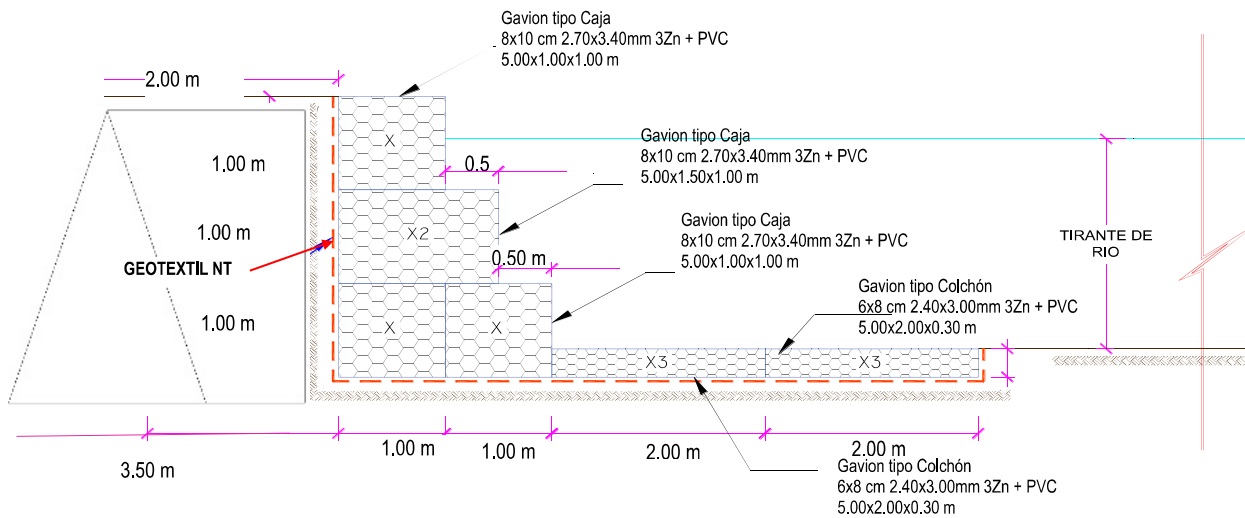 Gavion tipo Caja
8x10 cm 2.70x3.40mm 3Zn + PVC
5.00x1.00x1.00 m
2.00 m
X
1.00 m
0.5
Gavion tipo Caja
8x10 cm 2.70x3.40mm 3Zn + PVC
5.00x1.50x1.00 m
X2
1.00 m
GEOTEXTIL NT
0.50 m
Gavion tipo Caja
8x10 cm 2.70x3.40mm 3Zn + PVC
5.00x1.00x1.00 m
TIRANTE DE
RIO
1.00 m
X
X
Gavion tipo Colchón
6x8 cm 2.40x3.00mm 3Zn + PVC
5.00x2.00x0.30 m
X3
X3
3.50 m
1.00 m
1.00 m
2.00 m
2.00 m
Gavion tipo Colchón
6x8 cm 2.40x3.00mm 3Zn + PVC
5.00x2.00x0.30 m